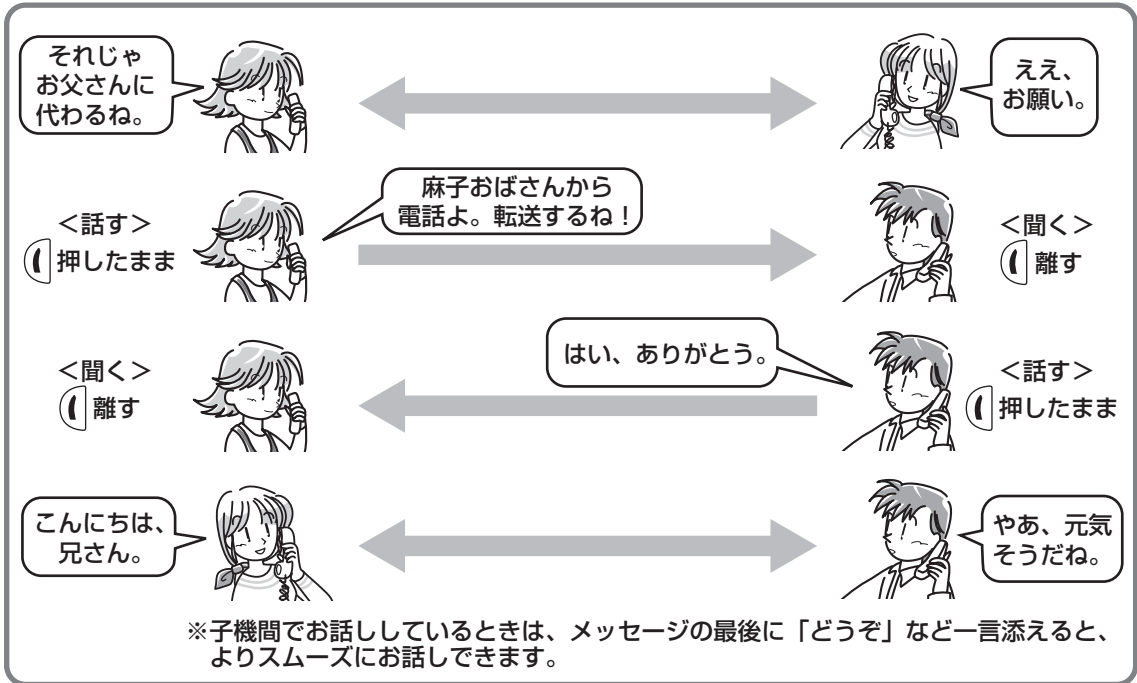 それじゃ
お父さんに
代わるね。
ええ、
お願い。
麻子おばさんから
電話よ。転送するね！
＜話す＞
押したまま
＜聞く＞
離す
はい、ありがとう。
＜聞く＞
離す
＜話す＞
押したまま
こんにちは、
兄さん。
やあ、元気
そうだね。
※子機間でお話ししているときは、メッセージの最後に「どうぞ」など一言添えると、
よりスムーズにお話しできます。